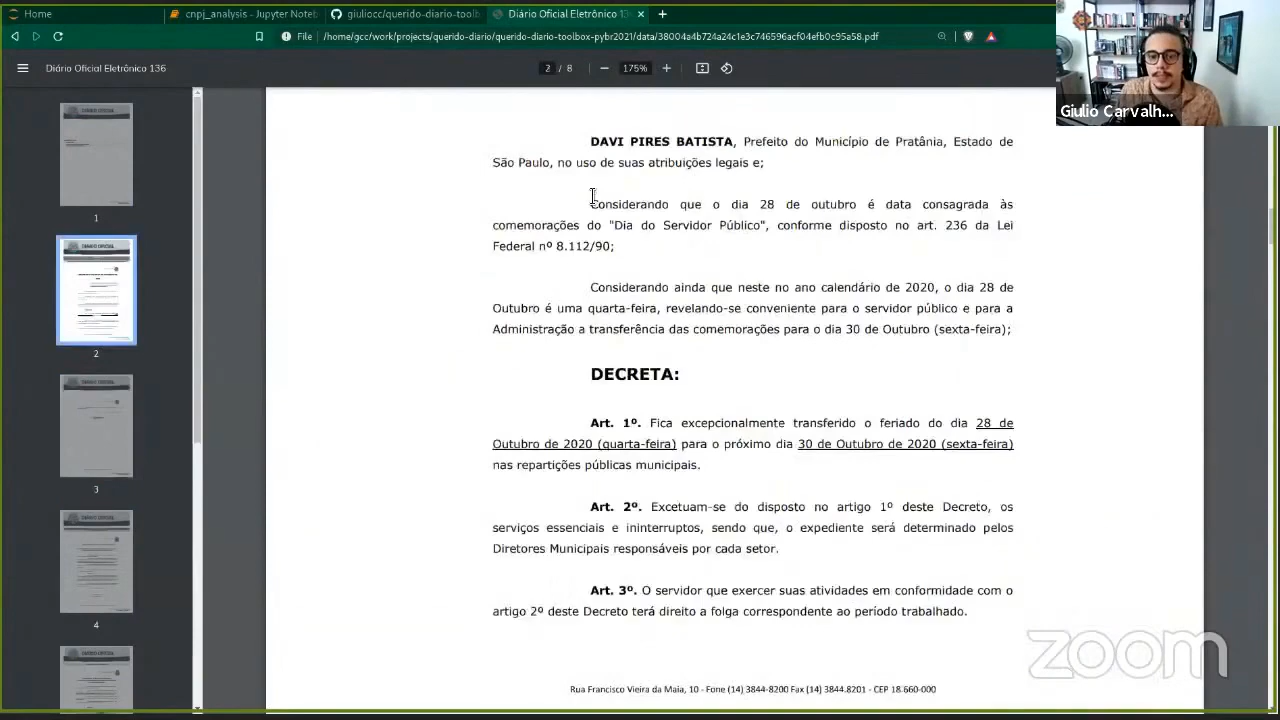 Home
cnpj_analysis - Jupyter Noteb
giuliocc/querido-diario-toolb
Diário Oficial Eletrônico 13
File
/home/gcc/work/projects/querido-diario/querido-diario-toolbox-pybr2021/data/38004a4b724a24c1e3c746596acf04efb0c95a58.pdf
Diário Oficial Eletrônico 136
2 / 8
175%
Giulio Carvalh...
DAVI PIRES BATISTA, Prefeito do Município de Pratânia, Estado de
São Paulo, no uso de suas atribuições legais e;
Considerando que o dia 28 de outubro é data consagrada às
comemorações do "Dia do Servidor Público", conforme disposto no art. 236 da Lei
Federal nº 8.112/90;
Considerando ainda que neste no ano calendário de 2020, o dia 28 de
Outubro é uma quarta-feira, revelando-se conveniente para o servidor público e para a
Administração a transferência das comemorações para o dia 30 de Outubro (sexta-feira);
DECRETA:
Art. 1º. Fica excepcionalmente transferido o feriado do dia 28 de
Outubro de 2020 (quarta-feira) para o próximo dia 30 de Outubro de 2020 (sexta-feira)
nas repartições públicas municipais.
Art. 2º. Excetuam-se do disposto no artigo 1º deste Decreto, os
serviços essenciais e ininterruptos, sendo que, o expediente será determinado pelos
Diretores Municipais responsáveis por cada setor.
Art. 3º. O servidor que exercer suas atividades em conformidade com o
artigo 2º deste Decreto terá direito a folga correspondente ao período trabalhado.
Rua Francisco Vieira da Maia, 10 - Fone (14) 3844-8200 Fax (14) 3844.8201 - CEP 18.660-000
1
2
3
4
zoom